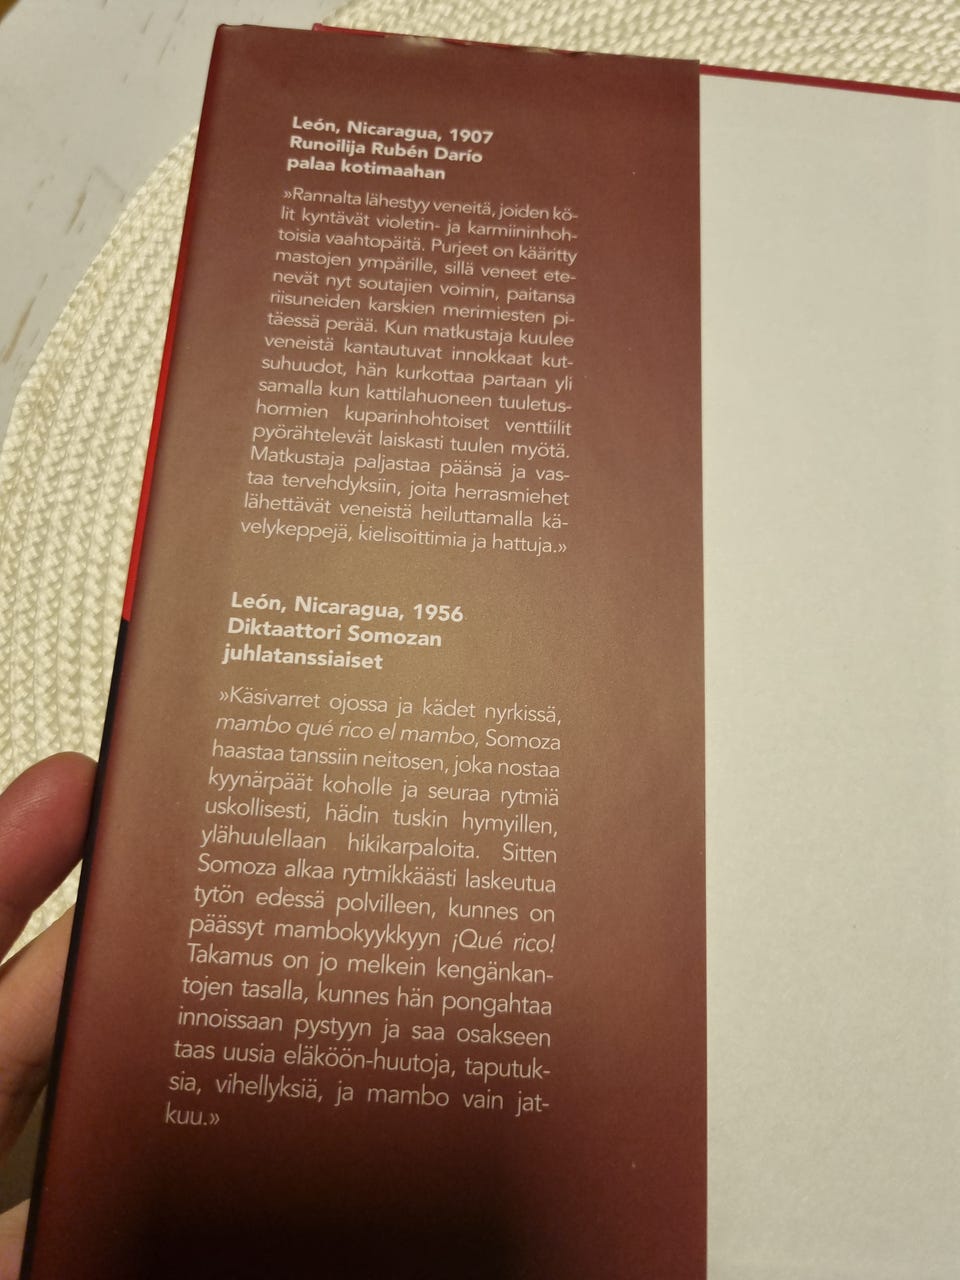 León, Nicaragua, 1907
Runoilija Rubén Darío
palaa kotimaahan
»Rannalta lähestyy veneitä, joiden kö-
lit kyntävät violetin- ja karmiininhoh-
toisia vaahtopäitä. Purjeet on kääritty
mastojen ympärille, sillä veneet ete-
nevät nyt soutajien voimin, paitansa
riisuneiden karskien merimiesten pi-
täessä perää. Kun matkustaja kuulee
veneistä kantautuvat innokkaat kut-
suhuudot, hän kurkottaa partaan yli
samalla kun kattilahuoneen tuuletus-
hormien kuparinhohtoiset venttiilit
pyörähtelevät laiskasti tuulen myötä.
Matkustaja paljastaa päänsä ja vas-
taa tervehdyksiin, joita herrasmiehet
lähettävät veneistä heiluttamalla kä-
velykeppejä, kielisoittimia ja hattuja.»
León, Nicaragua, 1956
Diktaattori Somozan
juhlatanssiaiset
»Käsivarret ojossa ja kädet nyrkissä,
mambo qué rico el mambo, Somoza
haastaa tanssiin neitosen, joka nostaa
kyynärpäät koholle ja seuraa rytmiä
uskollisesti, hädin tuskin hymyillen,
ylähuulellaan hikikarpaloita. Sitten
Somoza alkaa rytmikkäästi laskeutua
tytön edessä polvilleen, kunnes on
päässyt mambokyykkyyn ¡Qué rico!
Takamus on jo melkein kengänkan-
tojen tasalla, kunnes hän pongahtaa
innoissaan pystyyn ja saa osakseen
taas uusia eläköön-huutoja, taputuk-
sia, vihellyksiä, ja mambo vain jat-
kuu.»